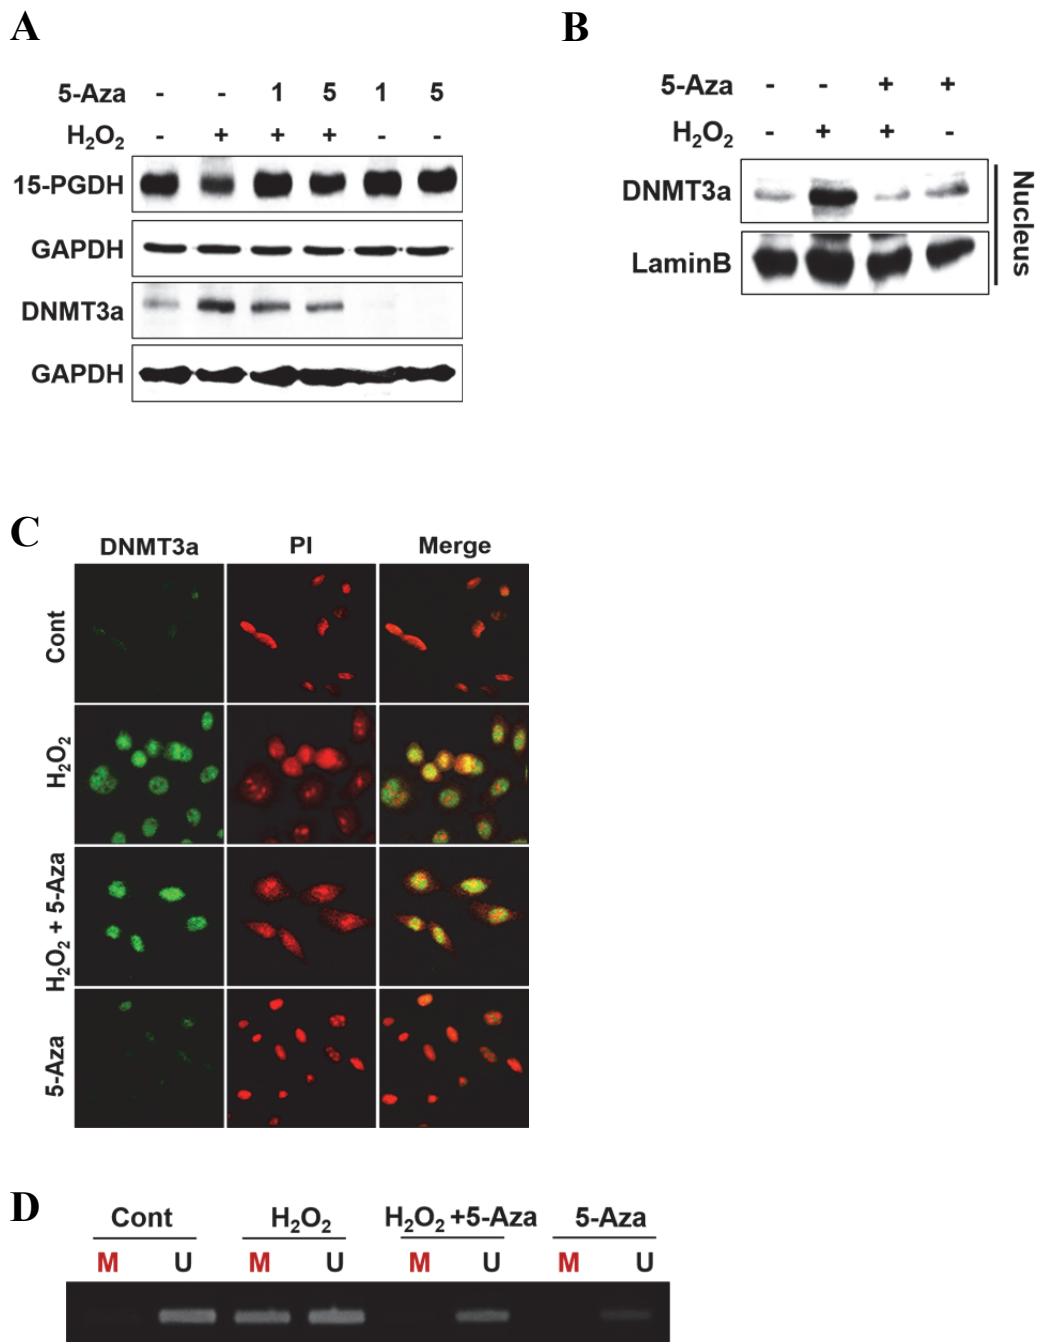 A
5-Aza - - 1 5 1 5
H₂O₂ - + + + - -
15-PGDH
GAPDH
DNMT3a
GAPDH
B
5-Aza - - + +
H₂O₂ - + + -
DNMT3a
LaminB
Nucleus
C
DNMT3a PI Merge
Cont
H₂O₂
H₂O₂ + 5-Aza
5-Aza
D
Cont H₂O₂ H₂O₂ +5-Aza 5-Aza
M U M U M U M U